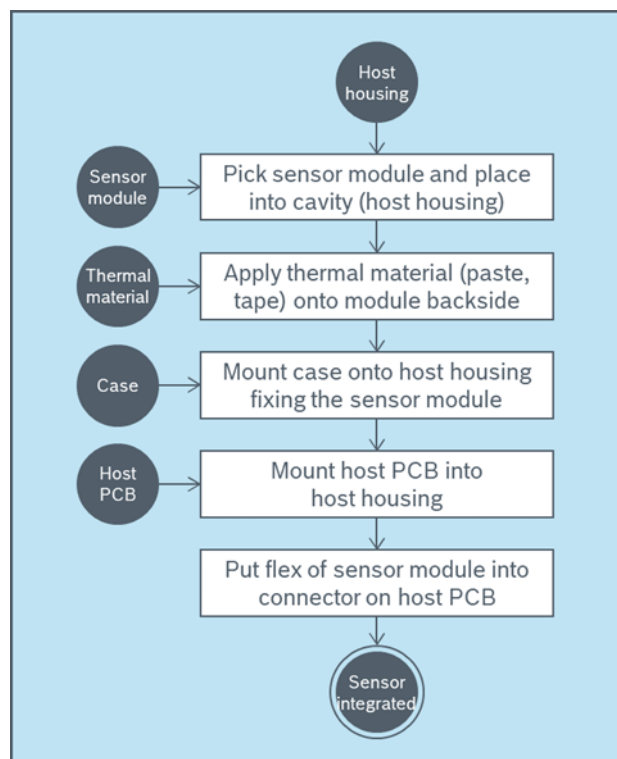 Host
housing
Sensor
module
Pick sensor module and place
into cavity (host housing)
Thermal
material
Apply thermal material (paste,
tape) onto module backside
Case
Mount case onto host housing
fixing the sensor module
Host
PCB
Mount host PCB into
host housing
Put flex of sensor module into
connector on host PCB
Sensor
integrated